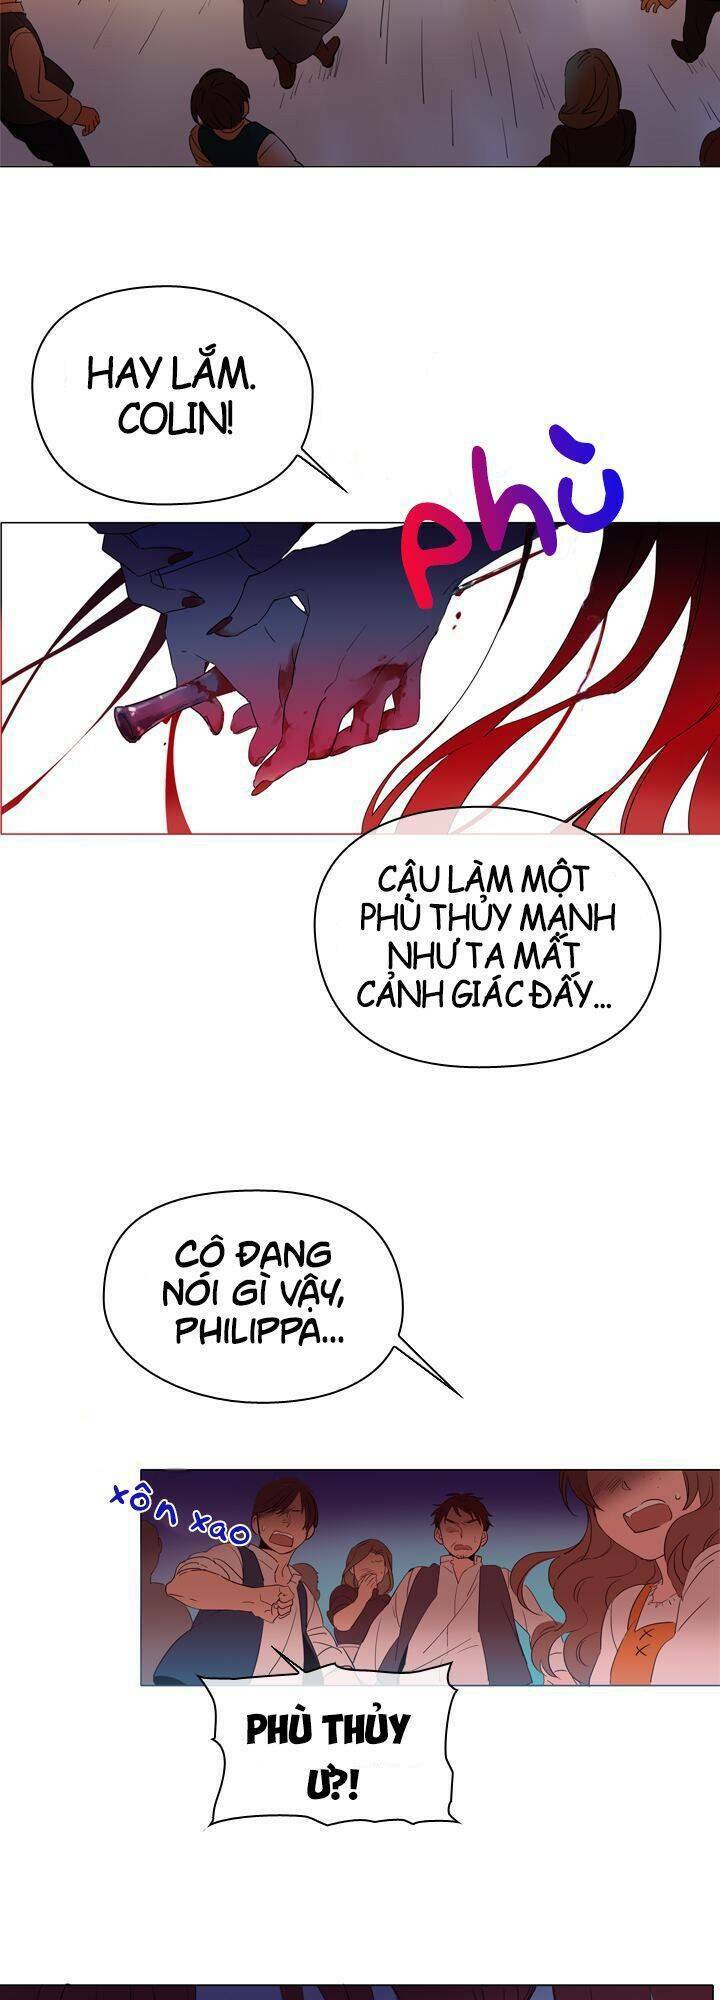 HAY LẮM.
COLIN!
phù
CẬU LÀM MỘT
PHÙ THỦY MẠNH
NHƯ TA MẤT
CẢNH GIÁC ĐẤY...
CÔ ĐANG
NÓI GÌ VẬY,
PHILIPPA...
xôn xao
PHÙ THỦY
Ư?!